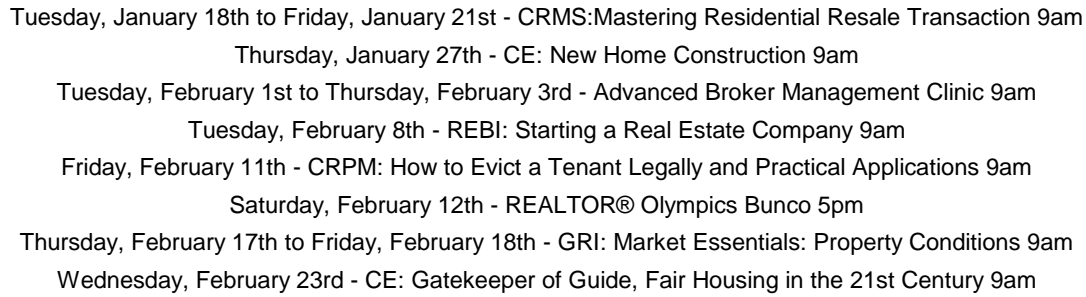 Tuesday, January 18th to Friday, January 21st - CRMS:Mastering Residential Resale Transaction 9am
Thursday, January 27th - CE: New Home Construction 9am
Tuesday, February 1st to Thursday, February 3rd - Advanced Broker Management Clinic 9am
Tuesday, February 8th - REBI: Starting a Real Estate Company 9am
Friday, February 11th - CRPM: How to Evict a Tenant Legally and Practical Applications 9am
Saturday, February 12th - REALTOR® Olympics Bunco 5pm
Thursday, February 17th to Friday, February 18th - GRI: Market Essentials: Property Conditions 9am
Wednesday, February 23rd - CE: Gatekeeper of Guide, Fair Housing in the 21st Century 9am